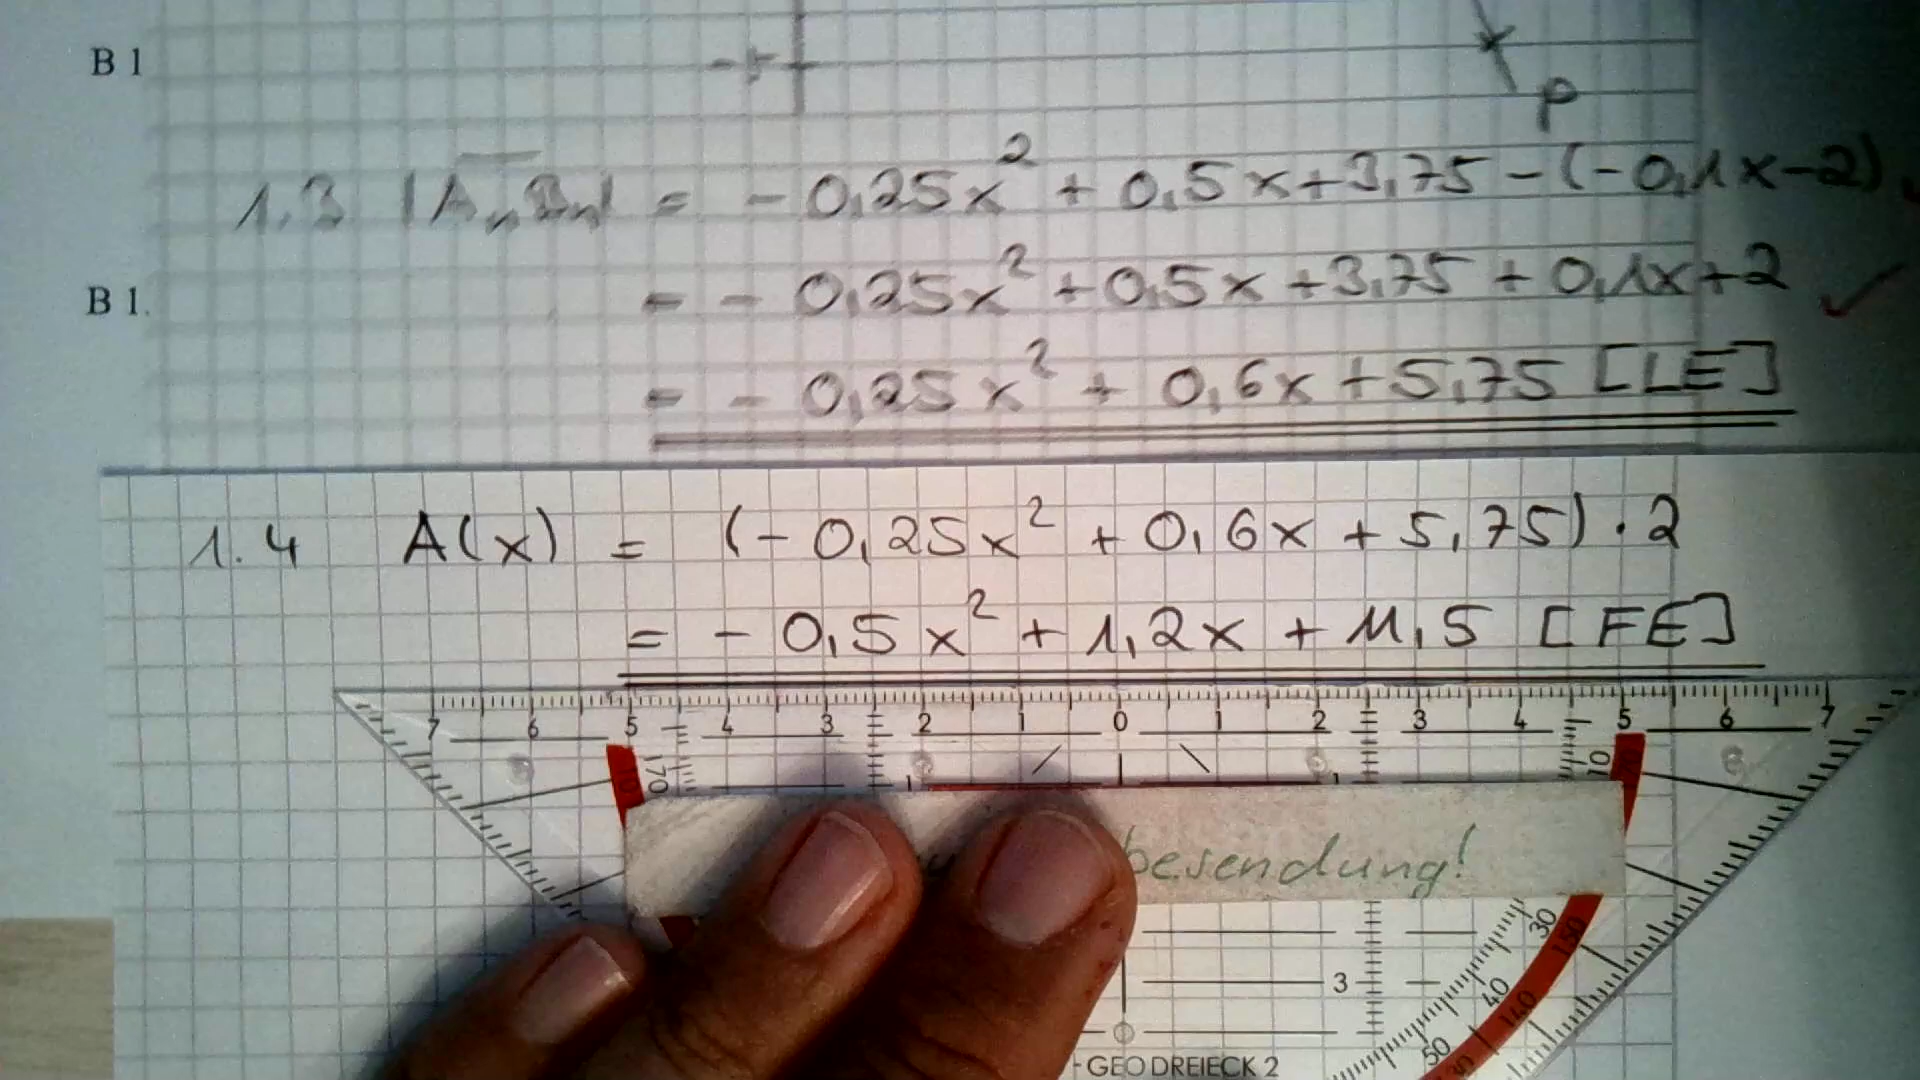 B 1
P
1.3 |AₙBₙ| = - 0,25x² + 0,5x + 3,75 - (-0,1x-2)
B 1.
= - 0,25x² + 0,5x + 3,75 + 0,1x + 2 ✓
= - 0,25x² + 0,6x + 5,75 [LE]
1.4 A(x) = (- 0,25x² + 0,6x + 5,75) · 2
= - 0,5x² + 1,2x + 11,5 [FE]
7 6 5 4 3 2 1 0 1 2 3 4 5 6 7
170 10
1 1
besendung!
30 150
3 40 140
50
GEODREIECK 2